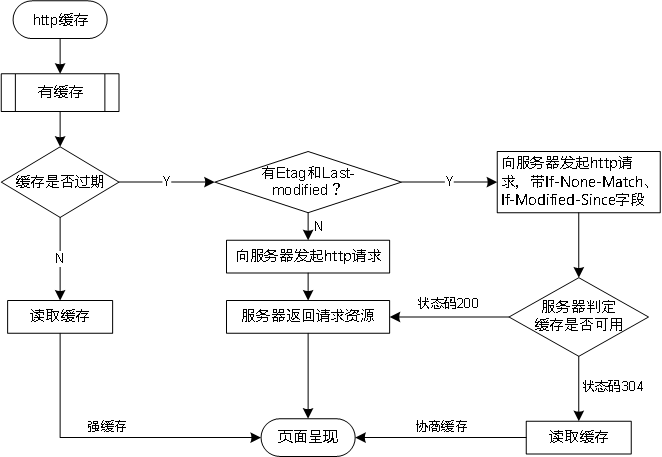 http缓存
有缓存
缓存是否过期
Y
有Etag和Last-
modified？
Y
向服务器发起http请
求，带If-None-Match、
If-Modified-Since字段
N
N
向服务器发起http请求
读取缓存
服务器返回请求资源
状态码200
服务器判定
缓存是否可用
状态码304
强缓存
页面呈现
协商缓存
读取缓存